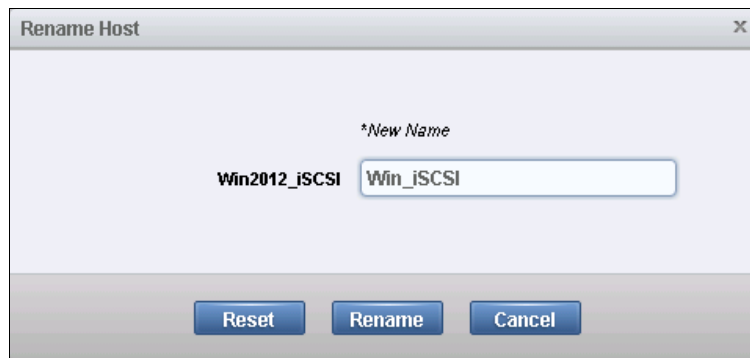 Rename Host x
*New Name
Win2012_iSCSI Win_iSCSI
Reset Rename Cancel